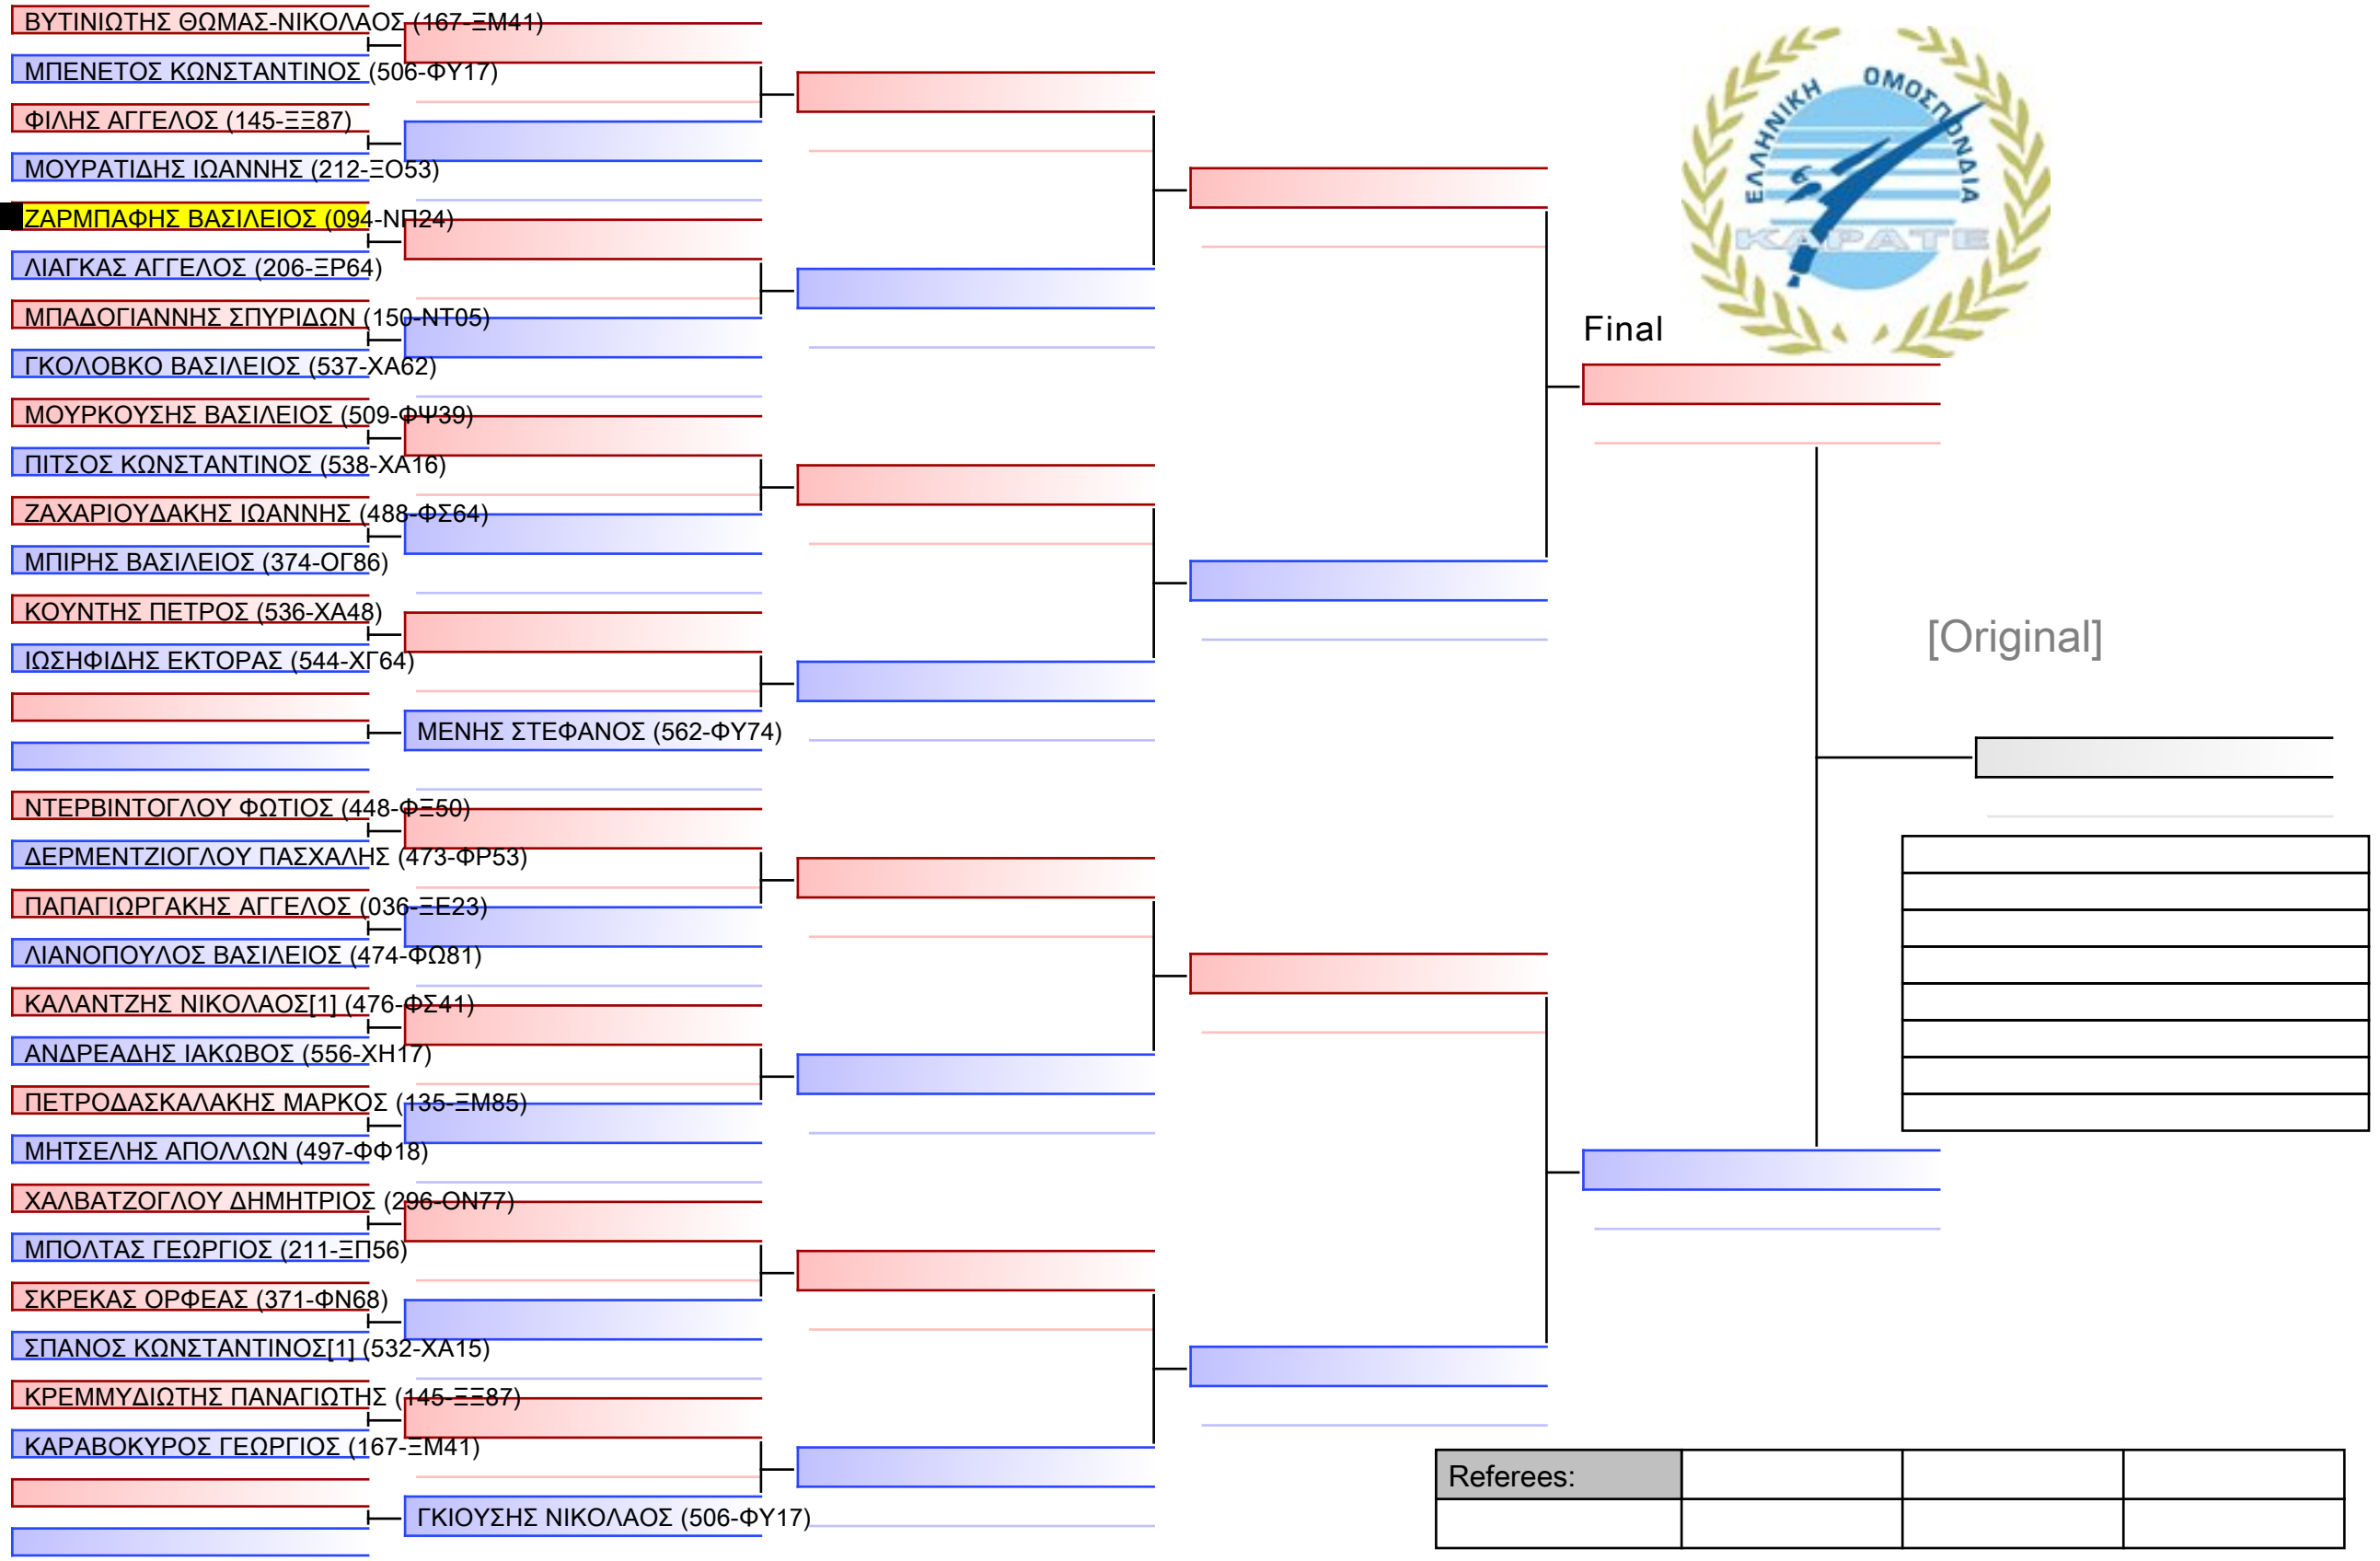 ΒΥΤΙΝΙΩΤΗΣ ΘΩΜΑΣ-ΝΙΚΟΛΑΟΣ (167-ΞΜ41)
ΜΠΕΝΕΤΟΣ ΚΩΝΣΤΑΝΤΙΝΟΣ (506-ΦΥ17)
ΦΙΛΗΣ ΑΓΓΕΛΟΣ (145-ΞΞ87)
ΜΟΥΡΑΤΙΔΗΣ ΙΩΑΝΝΗΣ (212-ΞΟ53)
ΖΑΡΜΠΑΦΗΣ ΒΑΣΙΛΕΙΟΣ (094-ΝΠ24)
ΛΙΑΓΚΑΣ ΑΓΓΕΛΟΣ (206-ΞΡ64)
ΜΠΑΔΟΓΙΑΝΝΗΣ ΣΠΥΡΙΔΩΝ (150-ΝΤ05)
ΓΚΟΛΟΒΚΟ ΒΑΣΙΛΕΙΟΣ (537-ΧΑ62)
ΜΟΥΡΚΟΥΣΗΣ ΒΑΣΙΛΕΙΟΣ (509-ΦΨ39)
ΠΙΤΣΟΣ ΚΩΝΣΤΑΝΤΙΝΟΣ (538-ΧΑ16)
ΖΑΧΑΡΙΟΥΔΑΚΗΣ ΙΩΑΝΝΗΣ (488-ΦΣ64)
ΜΠΙΡΗΣ ΒΑΣΙΛΕΙΟΣ (374-ΟΓ86)
ΚΟΥΝΤΗΣ ΠΕΤΡΟΣ (536-ΧΑ48)
ΙΩΣΗΦΙΔΗΣ ΕΚΤΟΡΑΣ (544-ΧΓ64)
ΜΕΝΗΣ ΣΤΕΦΑΝΟΣ (562-ΦΥ74)
ΝΤΕΡΒΙΝΤΟΓΛΟΥ ΦΩΤΙΟΣ (448-ΦΞ50)
ΔΕΡΜΕΝΤΖΙΟΓΛΟΥ ΠΑΣΧΑΛΗΣ (473-ΦΡ53)
ΠΑΠΑΓΙΩΡΓΑΚΗΣ ΑΓΓΕΛΟΣ (036-ΞΕ23)
ΛΙΑΝΟΠΟΥΛΟΣ ΒΑΣΙΛΕΙΟΣ (474-ΦΩ81)
ΚΑΛΑΝΤΖΗΣ ΝΙΚΟΛΑΟΣ[1] (476-ΦΣ41)
ΑΝΔΡΕΑΔΗΣ ΙΑΚΩΒΟΣ (556-ΧΗ17)
ΠΕΤΡΟΔΑΣΚΑΛΑΚΗΣ ΜΑΡΚΟΣ (135-ΞΜ85)
ΜΗΤΣΕΛΗΣ ΑΠΟΛΛΩΝ (497-ΦΦ18)
ΧΑΛΒΑΤΖΟΓΛΟΥ ΔΗΜΗΤΡΙΟΣ (296-ΟΝ77)
ΜΠΟΛΤΑΣ ΓΕΩΡΓΙΟΣ (211-ΞΠ56)
ΣΚΡΕΚΑΣ ΟΡΦΕΑΣ (371-ΦΝ68)
ΣΠΑΝΟΣ ΚΩΝΣΤΑΝΤΙΝΟΣ[1] (532-ΧΑ15)
ΚΡΕΜΜΥΔΙΩΤΗΣ ΠΑΝΑΓΙΩΤΗΣ (145-ΞΞ87)
ΚΑΡΑΒΟΚΥΡΟΣ ΓΕΩΡΓΙΟΣ (167-ΞΜ41)
ΓΚΙΟΥΣΗΣ ΝΙΚΟΛΑΟΣ (506-ΦΥ17)
ΕΛΛΗΝΙΚΗ ΟΜΟΣΠΟΝΔΙΑ
ΚΑΡΑΤΕ
Final
[Original]
Referees: